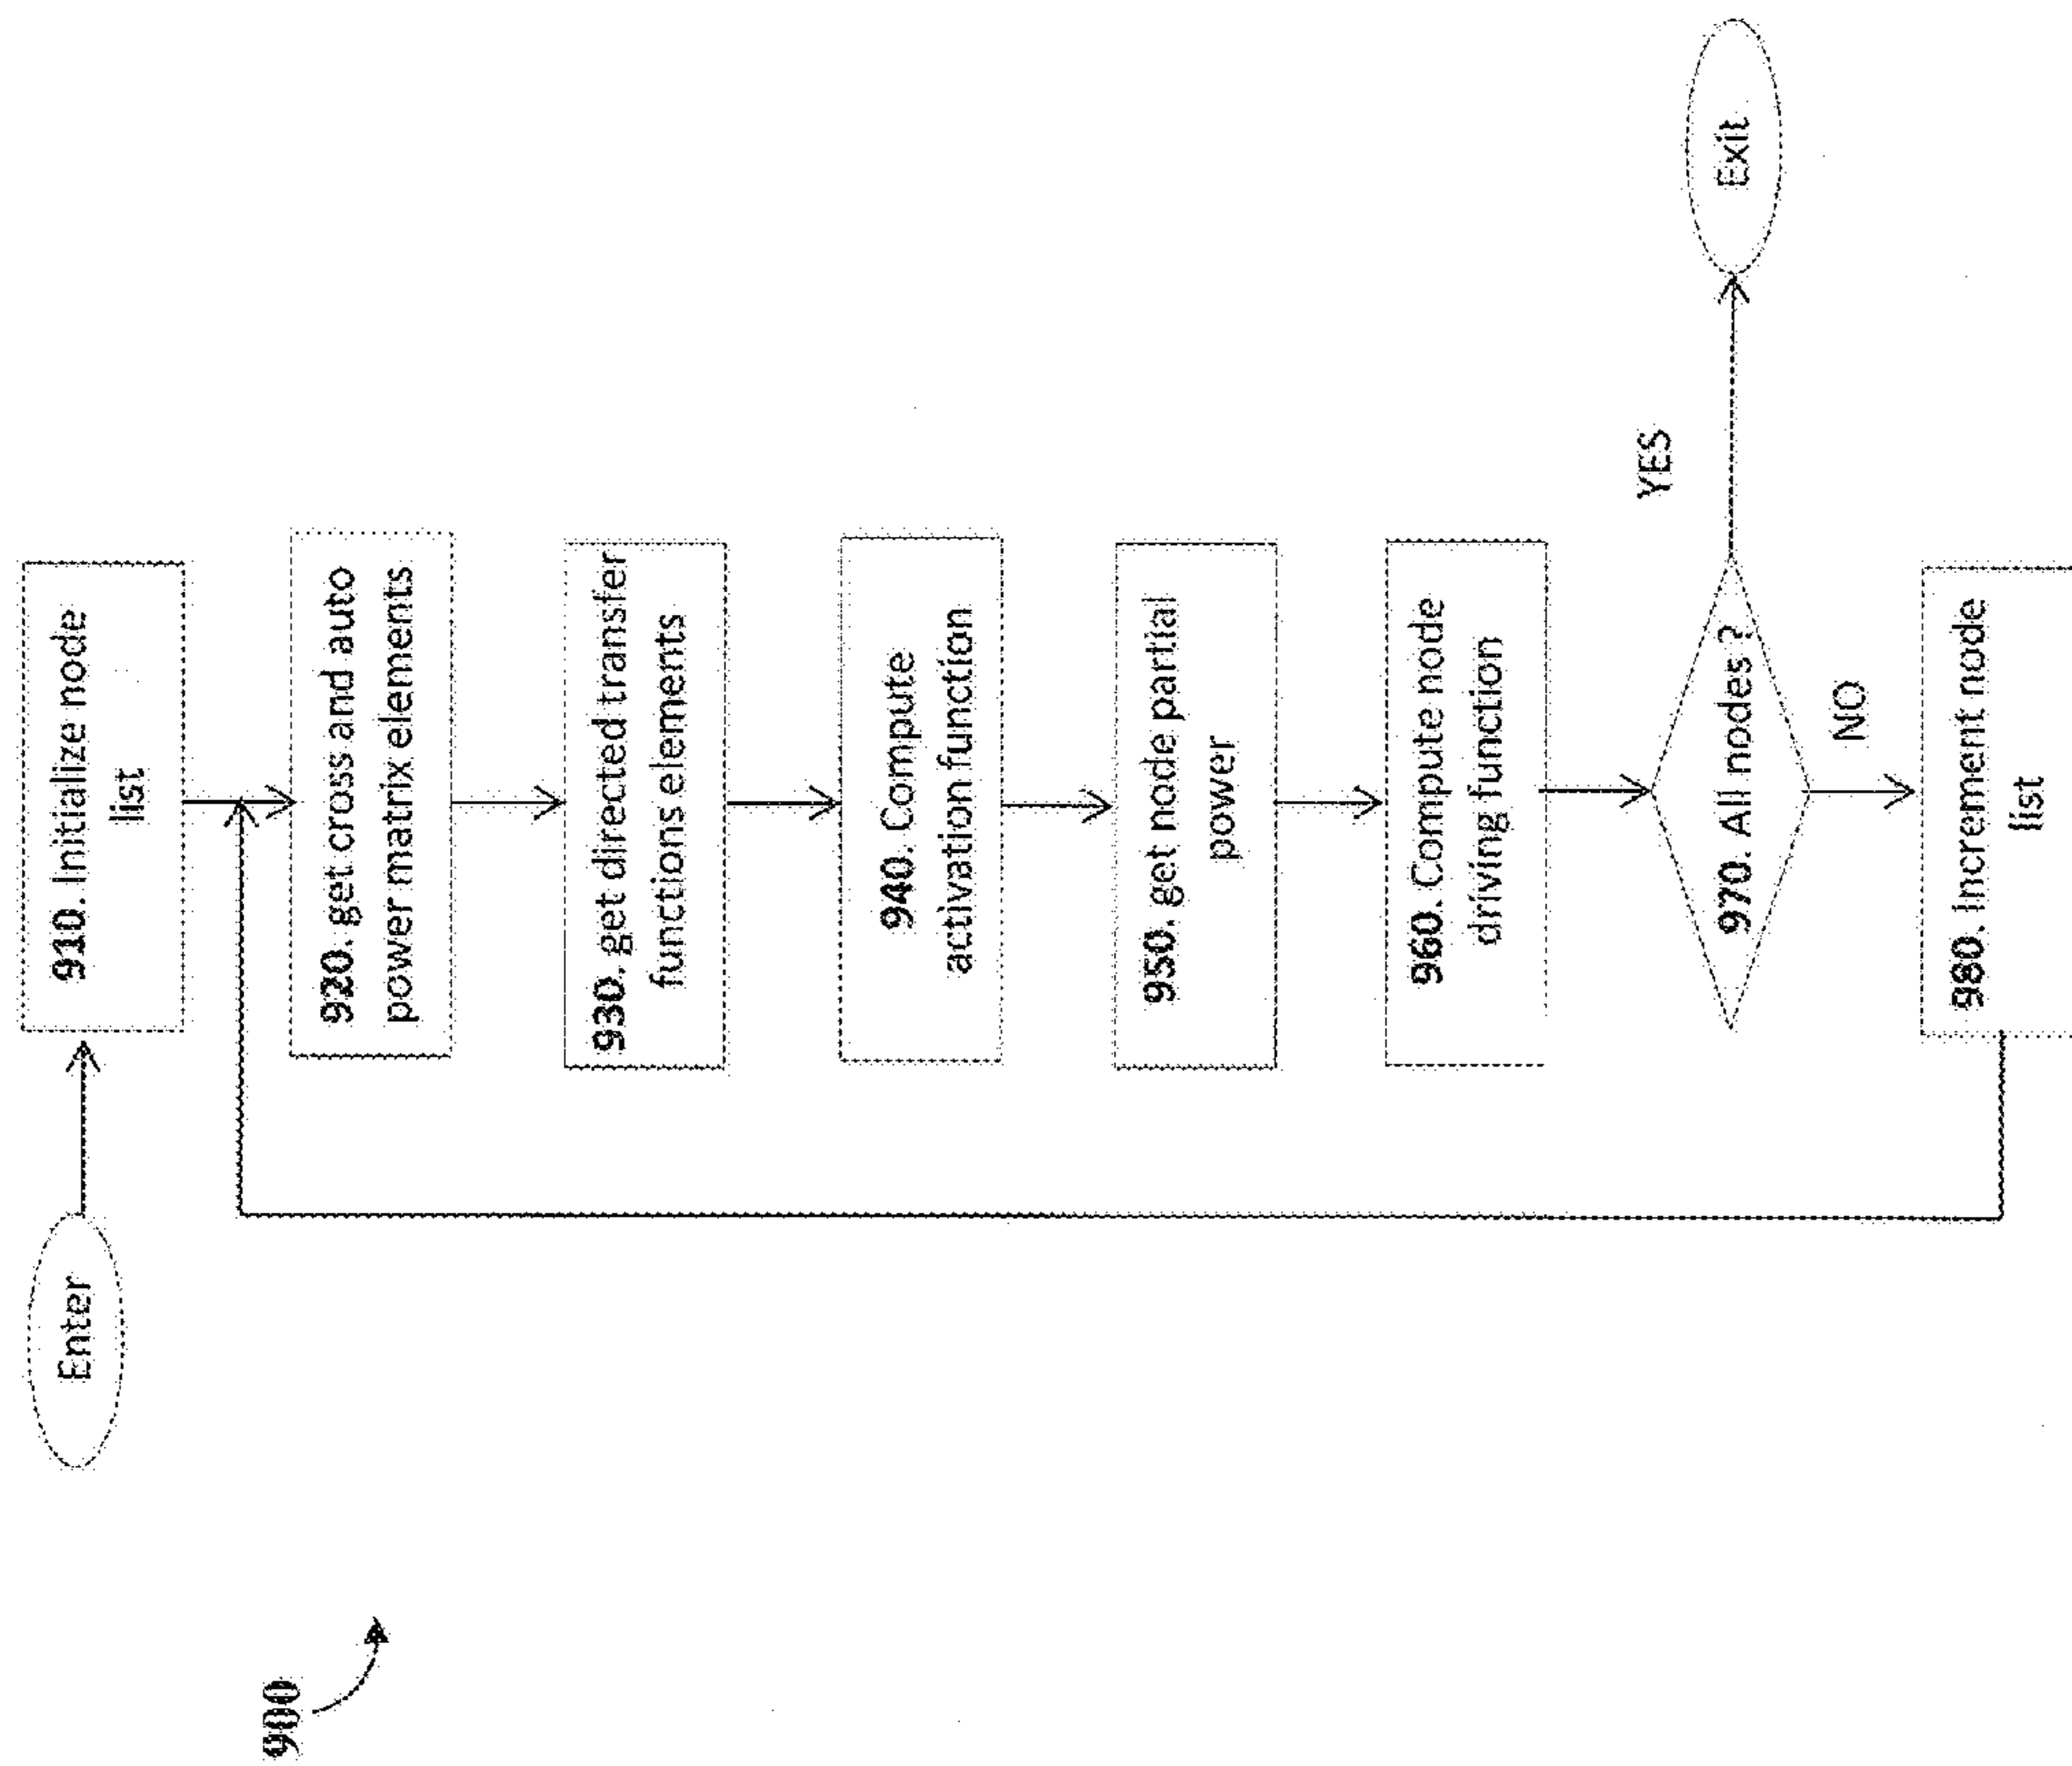 900
Enter
910. Initialize node
list
920. get cross and auto
power matrix elements
930. get directed transfer
functions elements
940. Compute
activation function
950. get node partial
power
960. Compute node
driving function
970. All nodes ?
YES
Exit
NO
980. Increment node
list